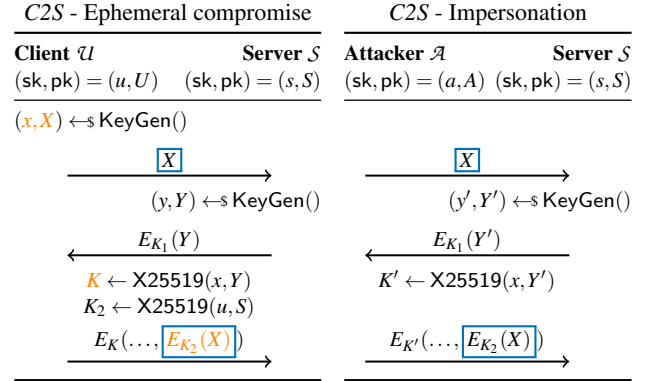 C2S - Ephemeral compromise
Client 𝒰 Server 𝒮
(sk, pk) = (u, U) (sk, pk) = (s, S)
(x, X) ←$ KeyGen()
X
(y, Y) ←$ KeyGen()
E_{K_1}(Y)
K ← X25519(x, Y)
K_2 ← X25519(u, S)
E_K(..., E_{K_2}(X))
C2S - Impersonation
Attacker 𝒜 Server 𝒮
(sk, pk) = (a, A) (sk, pk) = (s, S)
X
(y′, Y′) ←$ KeyGen()
E_{K_1}(Y′)
K′ ← X25519(x, Y′)
E_{K′}(..., E_{K_2}(X))